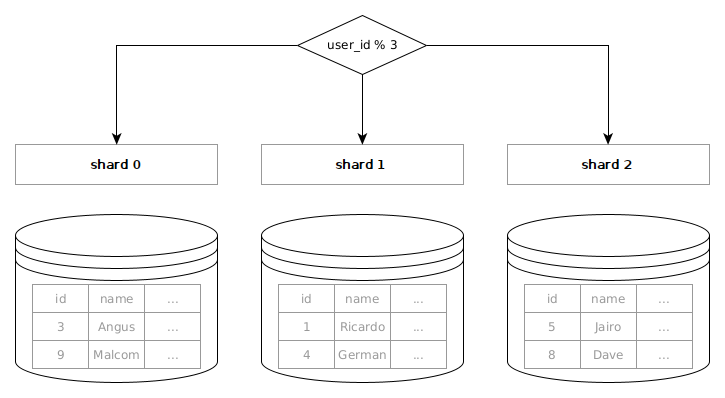 user_id % 3
shard 0
shard 1
shard 2
id name ...
3 Angus ...
9 Malcom ...
id name ...
1 Ricardo ...
4 German ...
id name ...
5 Jairo ...
8 Dave ...